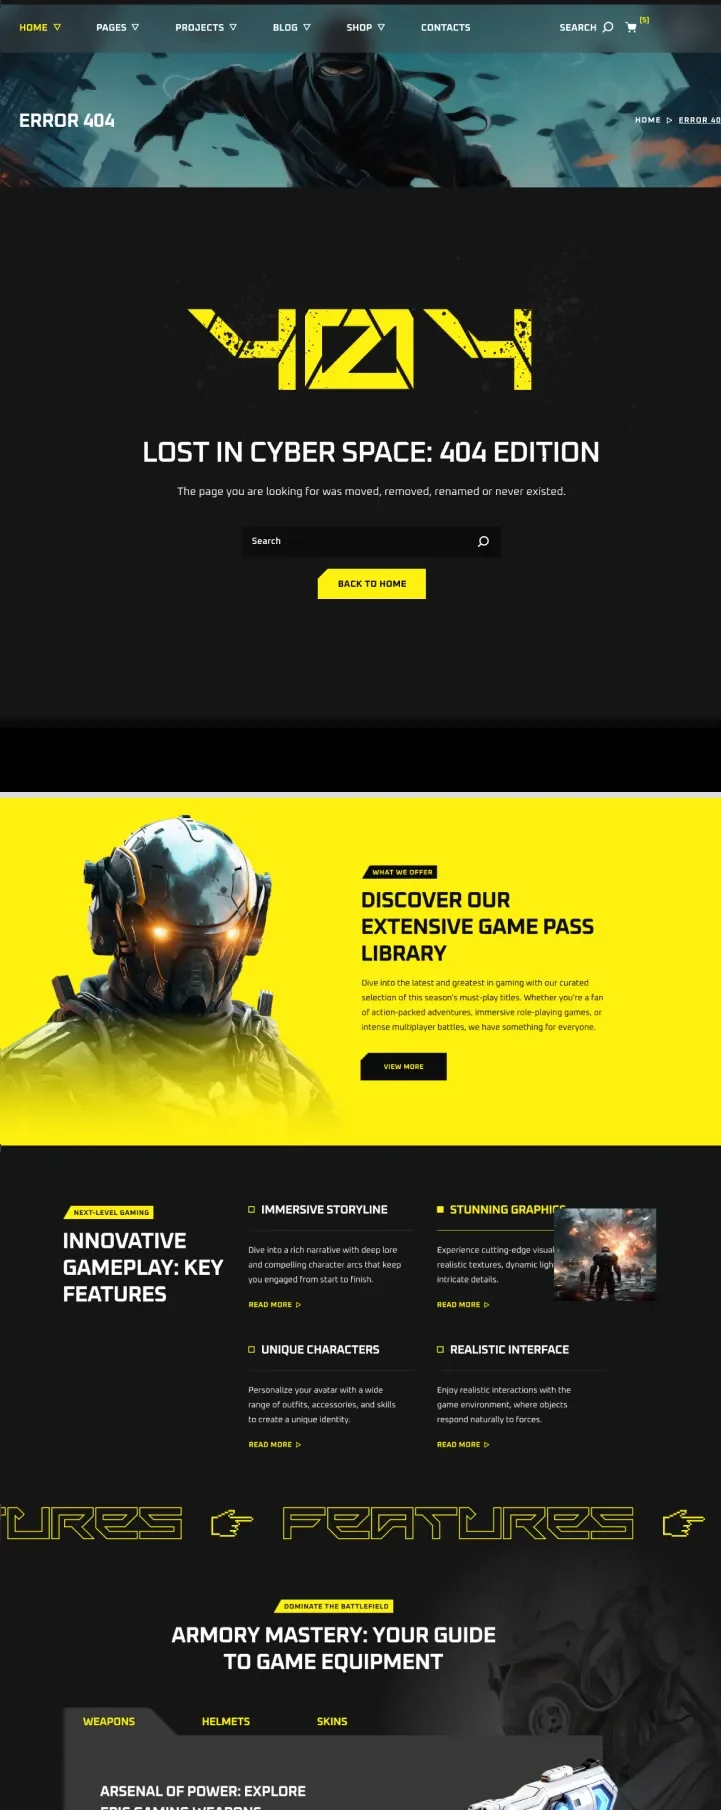 HOME PAGES PROJECTS BLOG SHOP CONTACTS SEARCH [5]
ERROR 404
HOME ERROR 40
404
LOST IN CYBER SPACE: 404 EDITION
The page you are looking for was moved, removed, renamed or never existed.
Search
BACK TO HOME
WHAT WE OFFER
DISCOVER OUR
EXTENSIVE GAME PASS
LIBRARY
Dive into the latest and greatest in gaming with our curated
selection of this season's must-play titles. Whether you're a fan
of action-packed adventures, immersive role-playing games, or
intense multiplayer battles, we have something for everyone.
VIEW MORE
NEXT-LEVEL GAMING
INNOVATIVE
GAMEPLAY: KEY
FEATURES
IMMERSIVE STORYLINE
Dive into a rich narrative with deep lore
and compelling character arcs that keep
you engaged from start to finish.
READ MORE
STUNNING GRAPHICS
Experience cutting-edge visual
realistic textures, dynamic ligh
intricate details.
READ MORE
UNIQUE CHARACTERS
Personalize your avatar with a wide
range of outfits, accessories, and skills
to create a unique identity.
READ MORE
REALISTIC INTERFACE
Enjoy realistic interactions with the
game environment, where objects
respond naturally to forces.
READ MORE
TURES FEATURES
DOMINATE THE BATTLEFIELD
ARMORY MASTERY: YOUR GUIDE
TO GAME EQUIPMENT
WEAPONS HELMETS SKINS
ARSENAL OF POWER: EXPLORE
EPIC GAMING WEAPONS